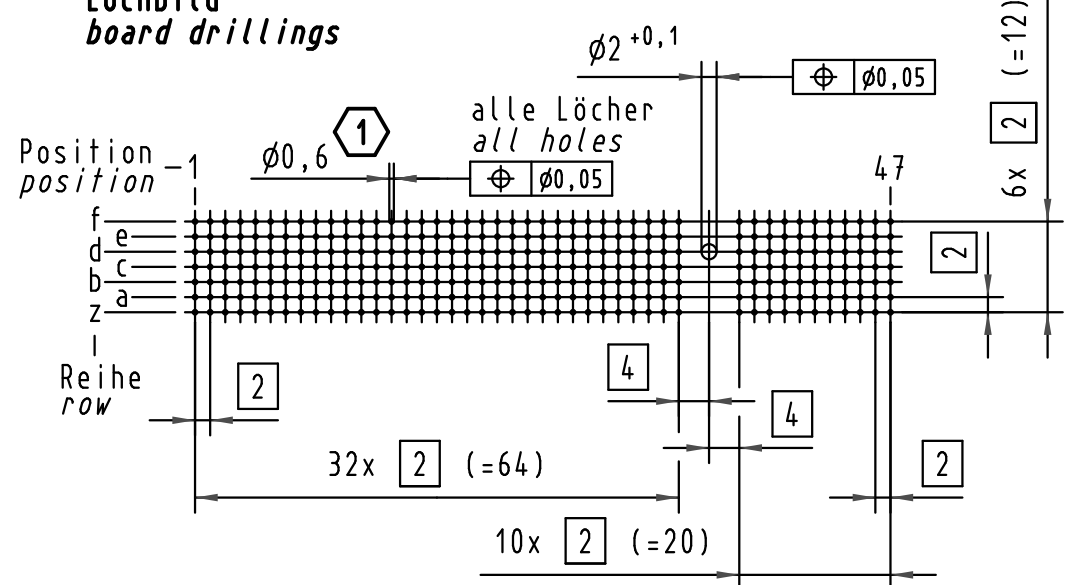 Lochbild
board drillings
Ø2 +0,1
⌖ Ø0,05
6x 2 (=12)
alle Löcher
all holes
1
Ø0,6
⌖ Ø0,05
Position
position
1
47
f
e
d
c
b
a
z
2
Reihe
row
2
4
4
32x 2 (=64)
2
10x 2 (=20)